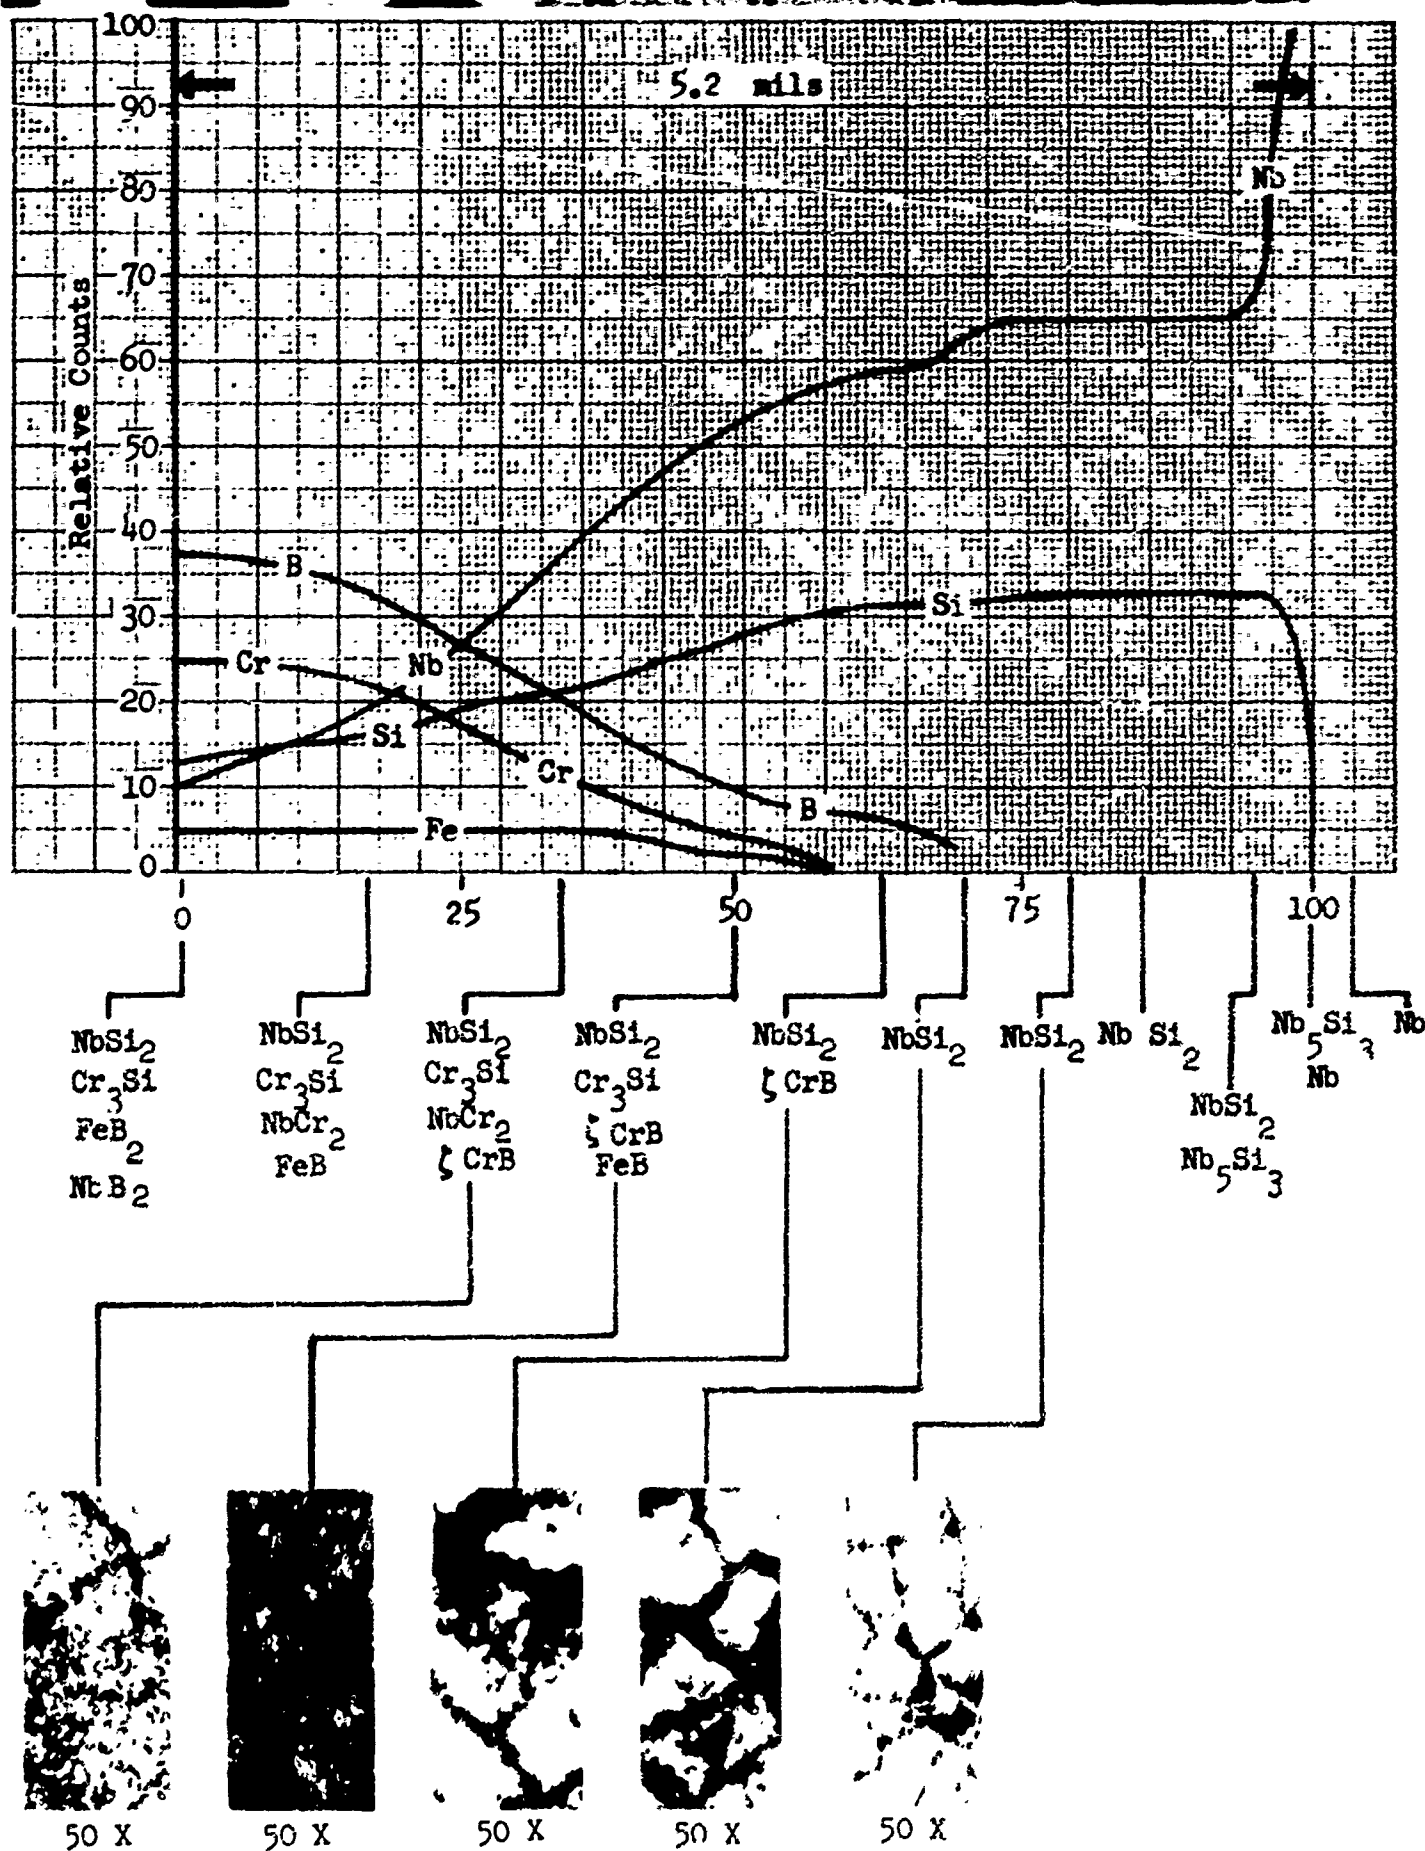 100
5.2 mils
90
Nb
80
70
60
50
40
30
20
10
0
Relative Counts
B
Cr
Nb
Si
Si
Cr
Fe
B
0 25 50 75 100
NbSi2
Cr3Si
FeB2
NbB2
NbSi2
Cr3Si
NbCr2
FeB
NbSi2
Cr3Si
NbCr2
ζ CrB
NbSi2
Cr3Si
ζ CrB
FeB
NbSi2
ζ CrB
NbSi2
NbSi2
Nb Si2
NbSi2
Nb5Si3
Nb5Si3
Nb
Nb
50 X 50 X 50 X 50 X 50 X